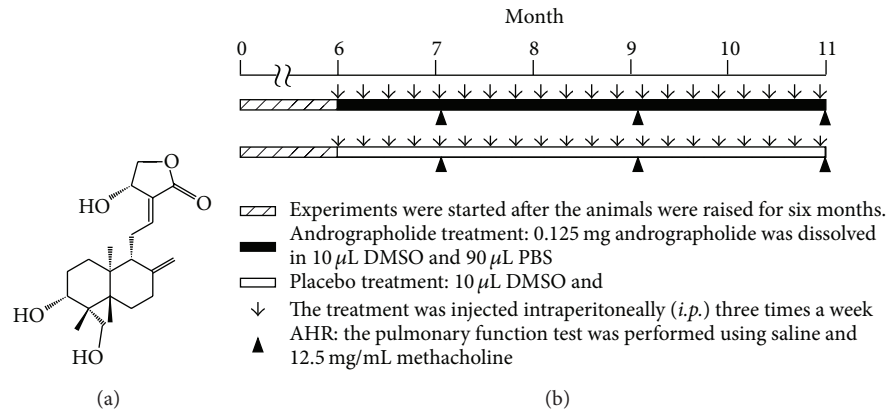 Month
0 6 7 8 9 10 11
O
HO
O
HO
HO
Experiments were started after the animals were raised for six months.
Andrographolide treatment: 0.125 mg andrographolide was dissolved
in 10 μL DMSO and 90 μL PBS
Placebo treatment: 10 μL DMSO and
The treatment was injected intraperitoneally (i.p.) three times a week
AHR: the pulmonary function test was performed using saline and
12.5 mg/mL methacholine
(a) (b)